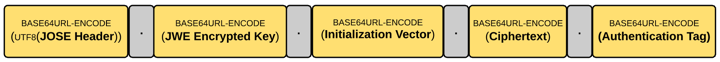 BASE64URL-ENCODE
(UTF8(JOSE Header))
.
BASE64URL-ENCODE
(JWE Encrypted Key)
.
BASE64URL-ENCODE
(Initialization Vector)
.
BASE64URL-ENCODE
(Ciphertext)
.
BASE64URL-ENCODE
(Authentication Tag)